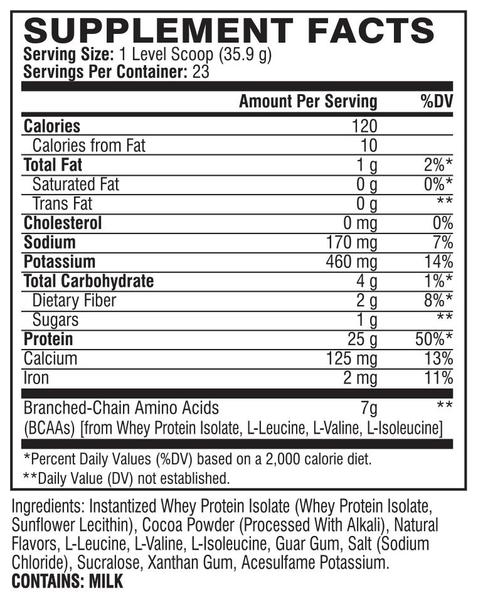 SUPPLEMENT FACTS
Serving Size: 1 Level Scoop (35.9 g)
Servings Per Container: 23
Amount Per Serving %DV
Calories 120
Calories from Fat 10
Total Fat 1 g 2%*
Saturated Fat 0 g 0%*
Trans Fat 0 g **
Cholesterol 0 mg 0%
Sodium 170 mg 7%
Potassium 460 mg 14%
Total Carbohydrate 4 g 1%*
Dietary Fiber 2 g 8%*
Sugars 1 g **
Protein 25 g 50%*
Calcium 125 mg 13%
Iron 2 mg 11%
Branched-Chain Amino Acids 7g **
(BCAAs) [from Whey Protein Isolate, L-Leucine, L-Valine, L-Isoleucine]
*Percent Daily Values (%DV) based on a 2,000 calorie diet.
**Daily Value (DV) not established.
Ingredients: Instantized Whey Protein Isolate (Whey Protein Isolate,
Sunflower Lecithin), Cocoa Powder (Processed With Alkali), Natural
Flavors, L-Leucine, L-Valine, L-Isoleucine, Guar Gum, Salt (Sodium
Chloride), Sucralose, Xanthan Gum, Acesulfame Potassium.
CONTAINS: MILK